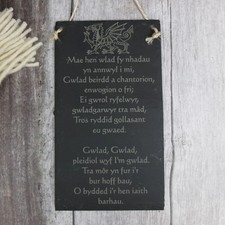 Mae hen wlad fy nhadau
yn annwyl i mi,
Gwlad beirdd a chantorion,
enwogion o fri;
Ei gwrol ryfelwyr,
gwladgarwyr tra mâd,
Tros ryddid gollasant
eu gwaed.
Gwlad, Gwlad,
pleidiol wyf I'm gwlad.
Tra môr yn fur i'r
bur hoff bau,
O bydded i'r hen iaith
barhau.